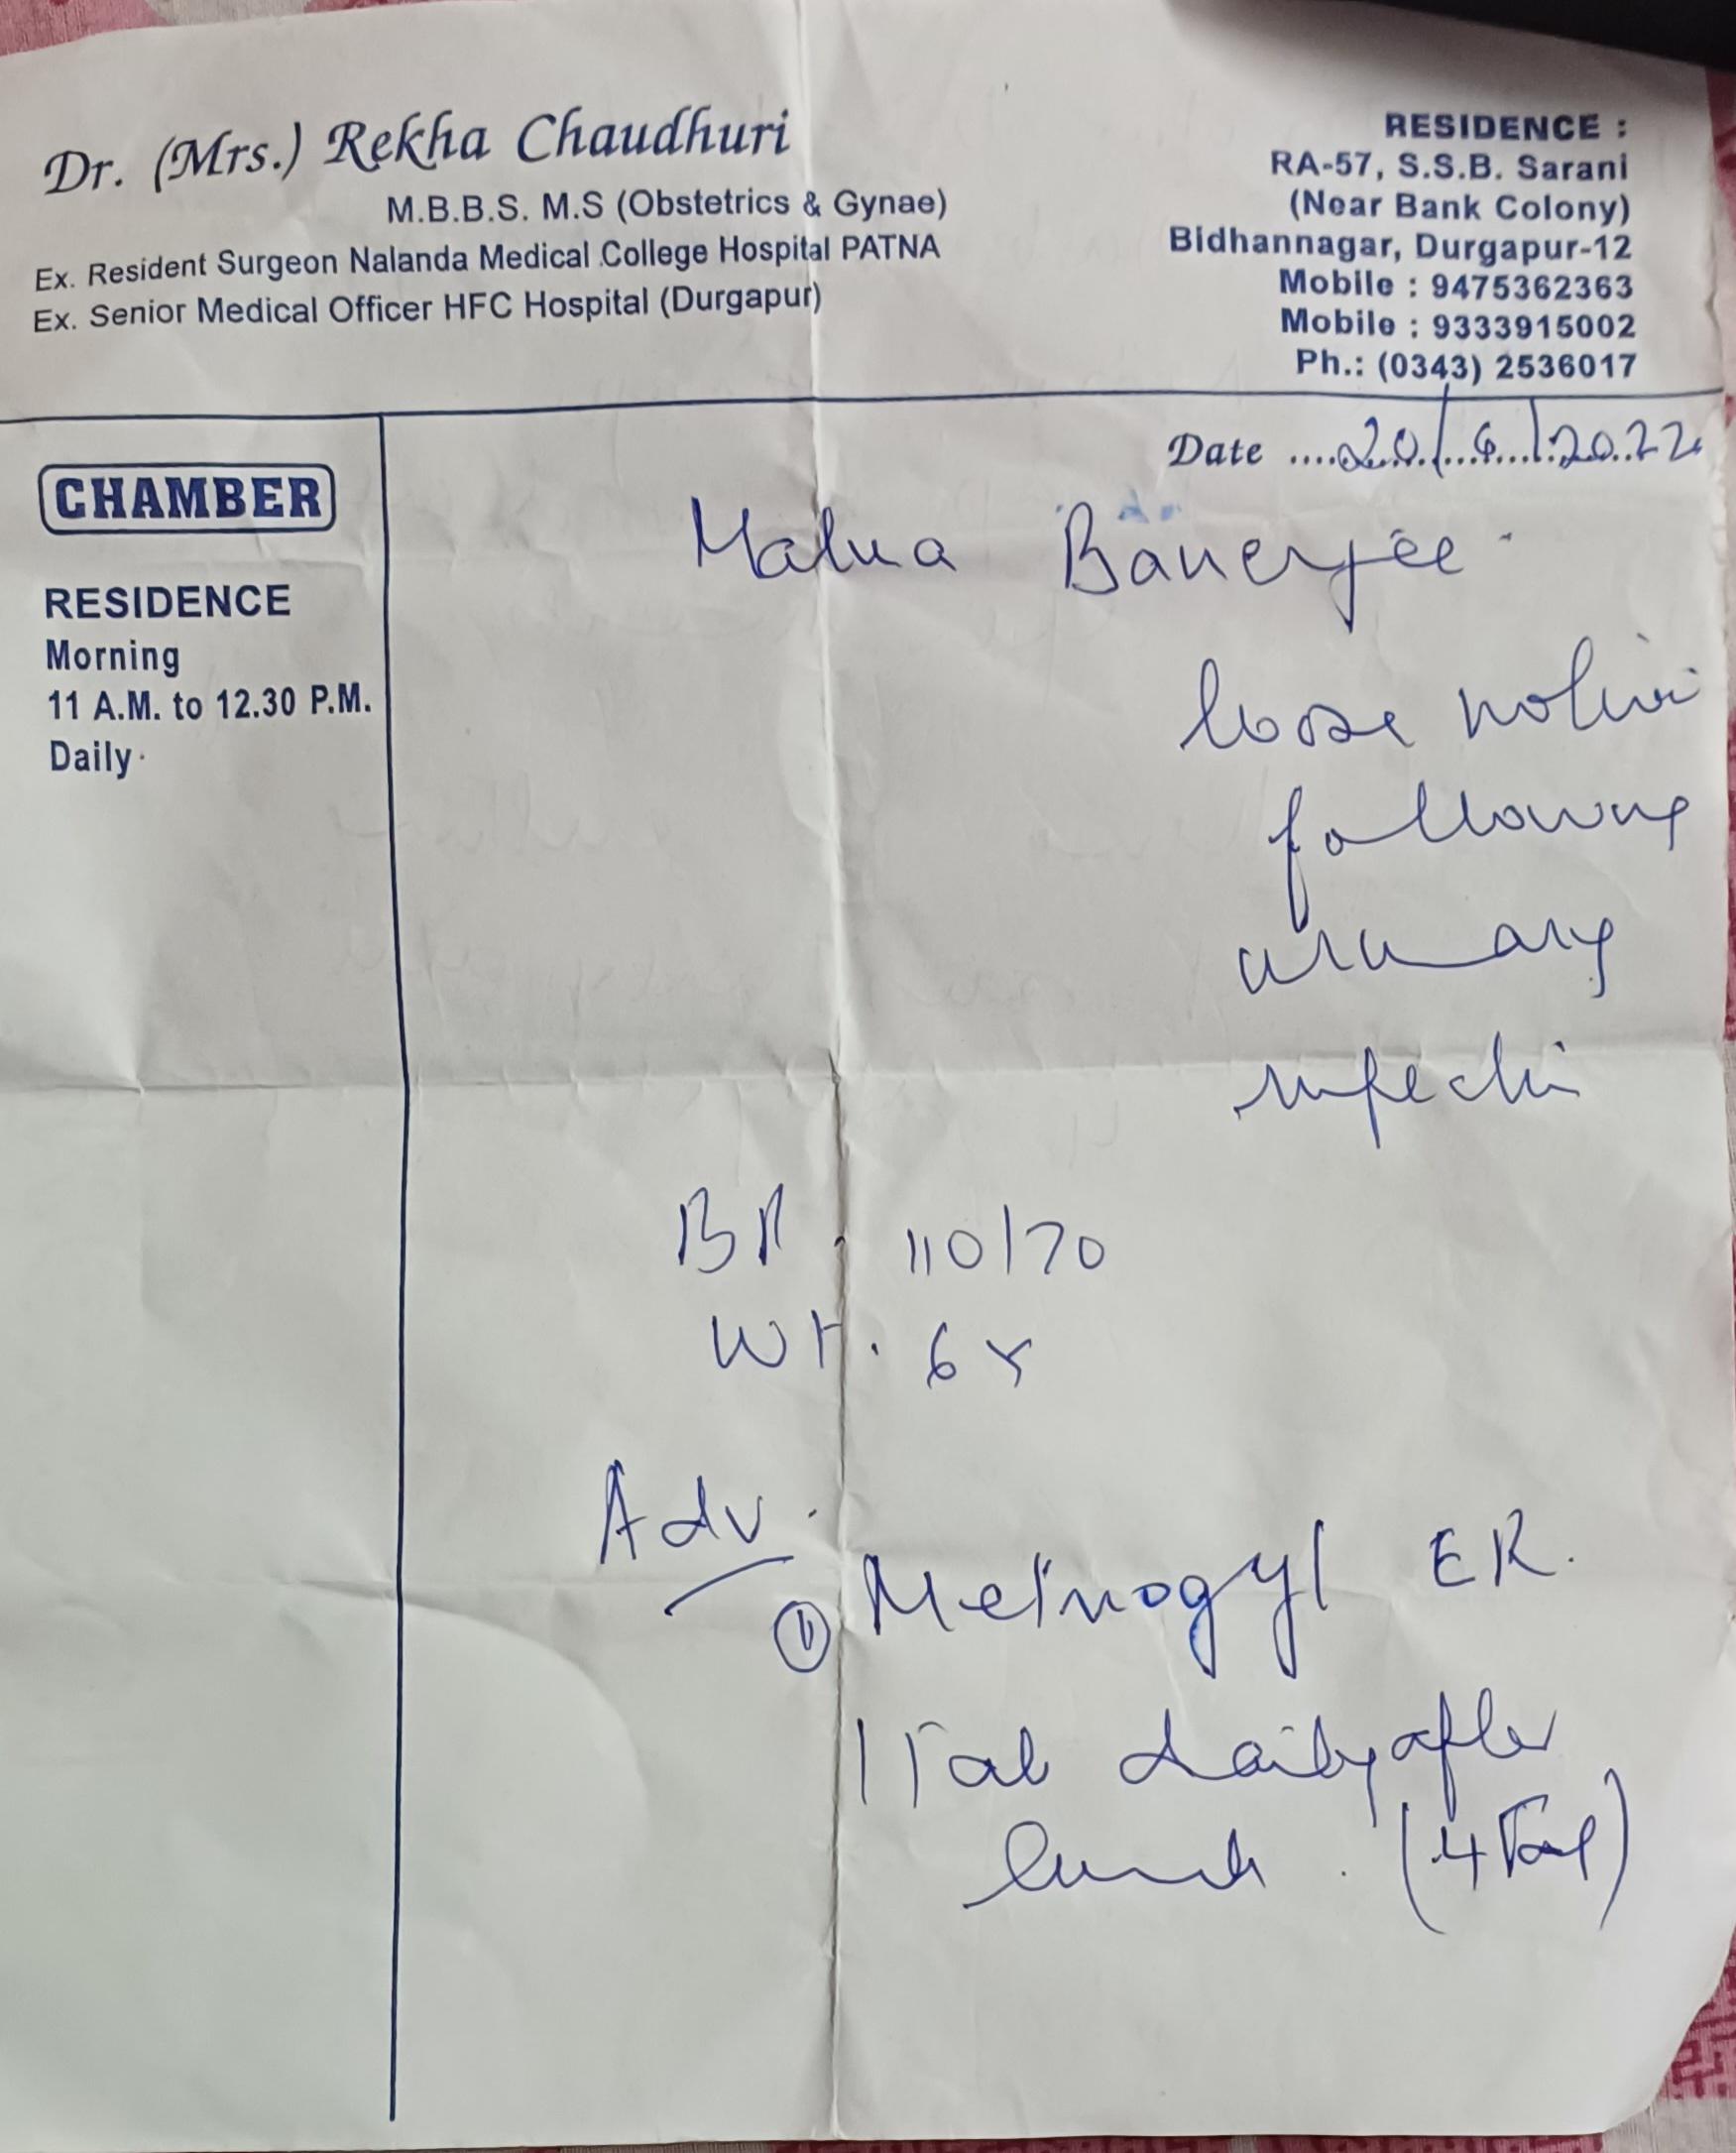 Dr. (Mrs.) Rekha Chaudhuri
M.B.B.S. M.S (Obstetrics & Gynae)
Ex. Resident Surgeon Nalanda Medical College Hospital PATNA
Ex. Senior Medical Officer HFC Hospital (Durgapur)
RESIDENCE :
RA-57, S.S.B. Sarani
(Near Bank Colony)
Bidhannagar, Durgapur-12
Mobile : 9475362363
Mobile : 9333915002
Ph.: (0343) 2536017
CHAMBER
RESIDENCE
Morning
11 A.M. to 12.30 P.M.
Daily
Date ....20/.6./.2022
Banerjee
loose motion
following
urinary
infection
BP. 110/70
Wt.
Adv.
① Metrogyl ER.
1 Tab daily after
lunch. (4 Tab)